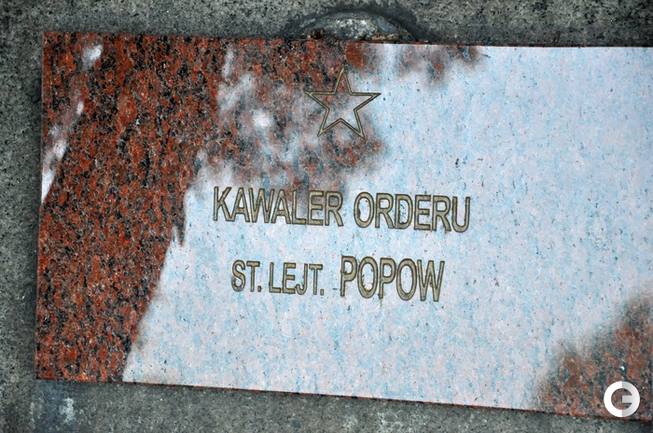 KAWALER ORDERU
ST. LEJT. POPOW